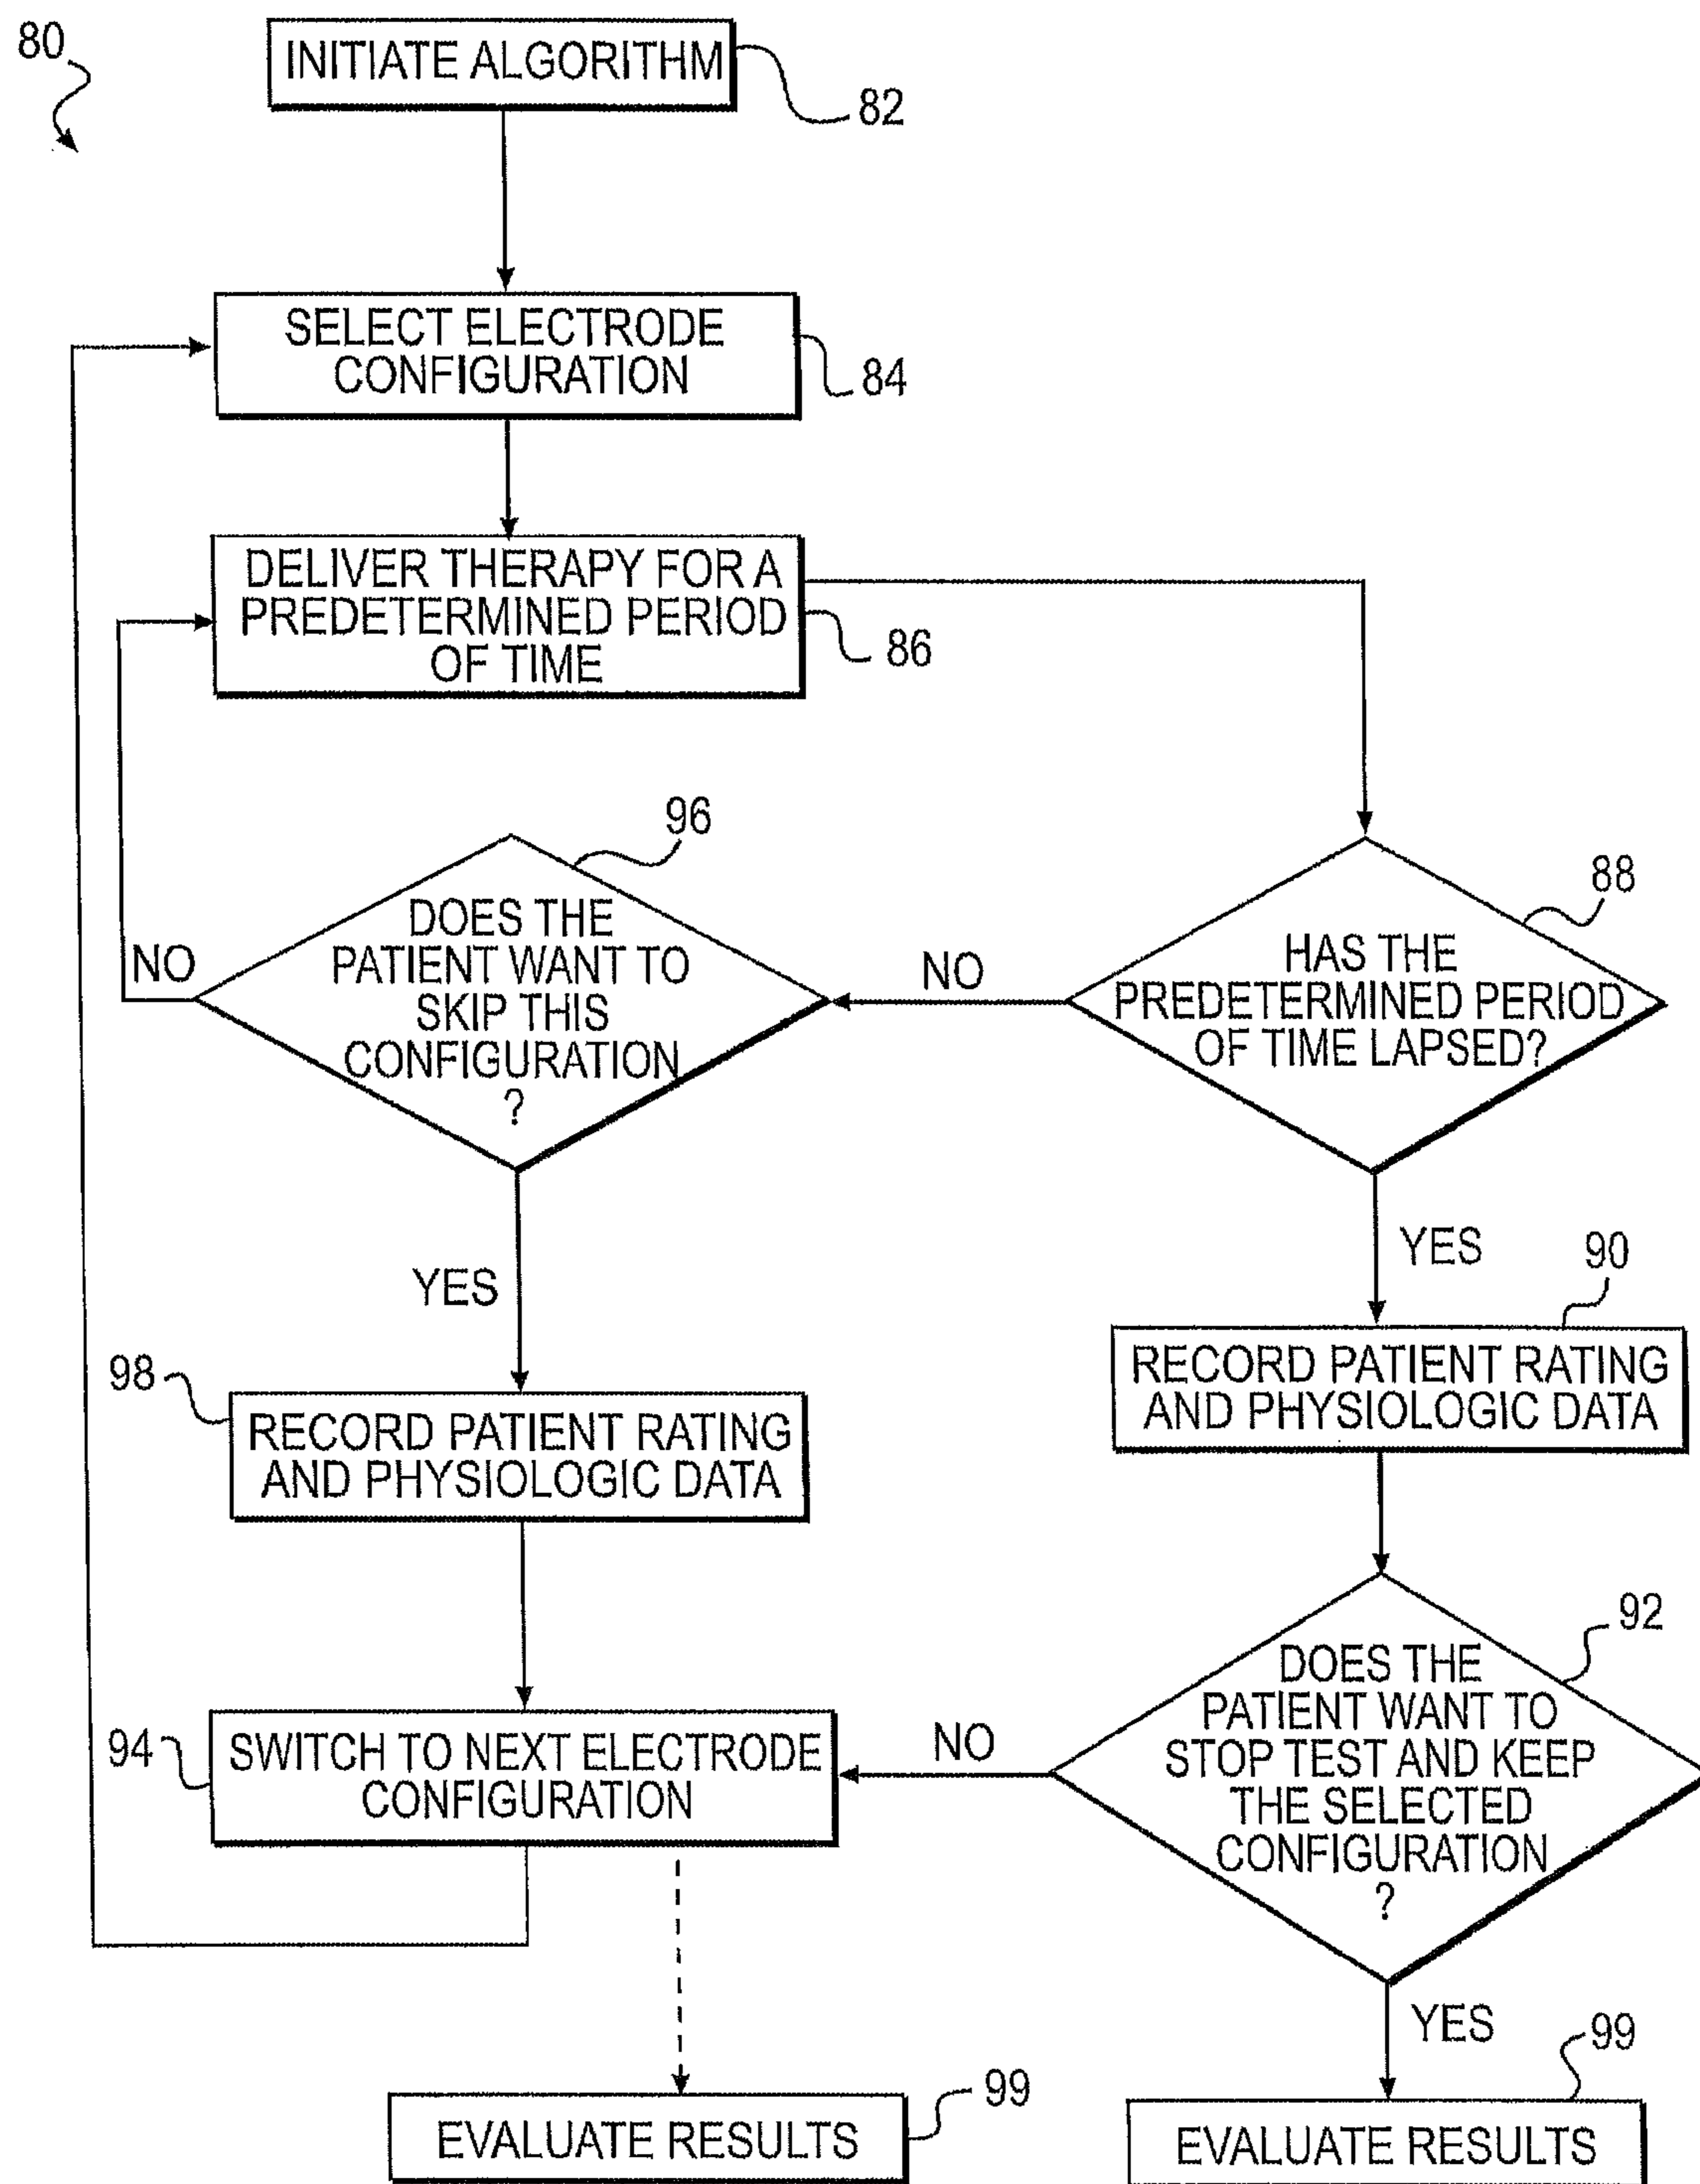 80
INITIATE ALGORITHM
82
SELECT ELECTRODE
CONFIGURATION
84
DELIVER THERAPY FOR A
PREDETERMINED PERIOD
OF TIME
86
96
DOES THE
PATIENT WANT TO
SKIP THIS
CONFIGURATION
?
NO
NO
88
HAS THE
PREDETERMINED PERIOD
OF TIME LAPSED?
YES
YES
90
RECORD PATIENT RATING
AND PHYSIOLOGIC DATA
98
RECORD PATIENT RATING
AND PHYSIOLOGIC DATA
92
DOES THE
PATIENT WANT TO
STOP TEST AND KEEP
THE SELECTED
CONFIGURATION
?
NO
94
SWITCH TO NEXT ELECTRODE
CONFIGURATION
YES
99
EVALUATE RESULTS
99
EVALUATE RESULTS